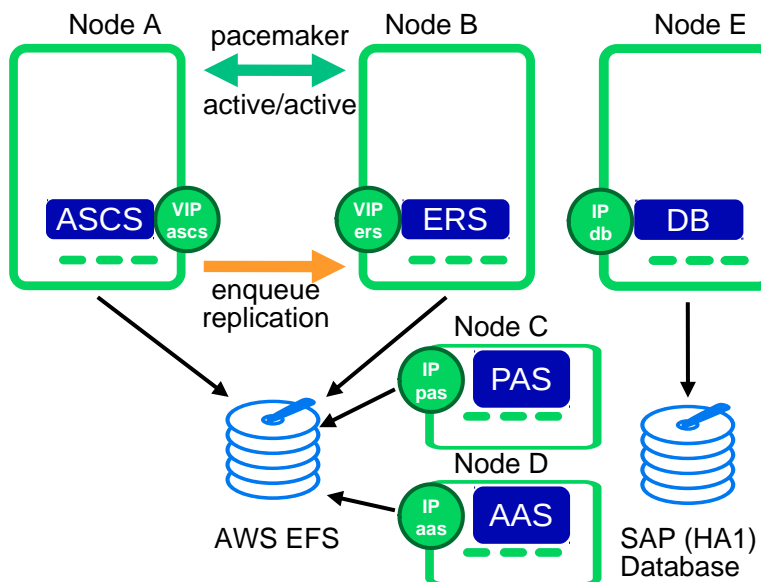 Node A
pacemaker
Node B
Node E
active/active
ASCS
VIP
ascs
VIP
ers
ERS
IP
db
DB
enqueue
replication
Node C
IP
pas
PAS
Node D
IP
aas
AAS
AWS EFS
SAP (HA1)
Database